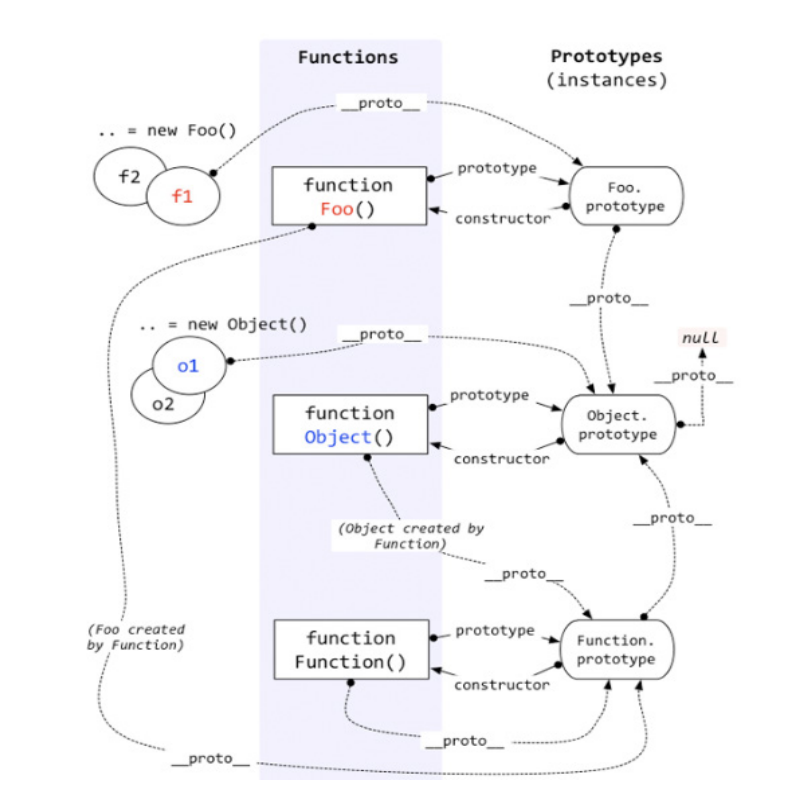 Functions
Prototypes
(instances)
__proto__
.. = new Foo()
f2
f1
function
Foo()
prototype
constructor
Foo.
prototype
__proto__
.. = new Object()
__proto__
null
__proto__
o1
o2
function
Object()
prototype
constructor
Object.
prototype
(Object created by
Function)
__proto__
__proto__
(Foo created
by Function)
function
Function()
prototype
constructor
Function.
prototype
__proto__
__proto__